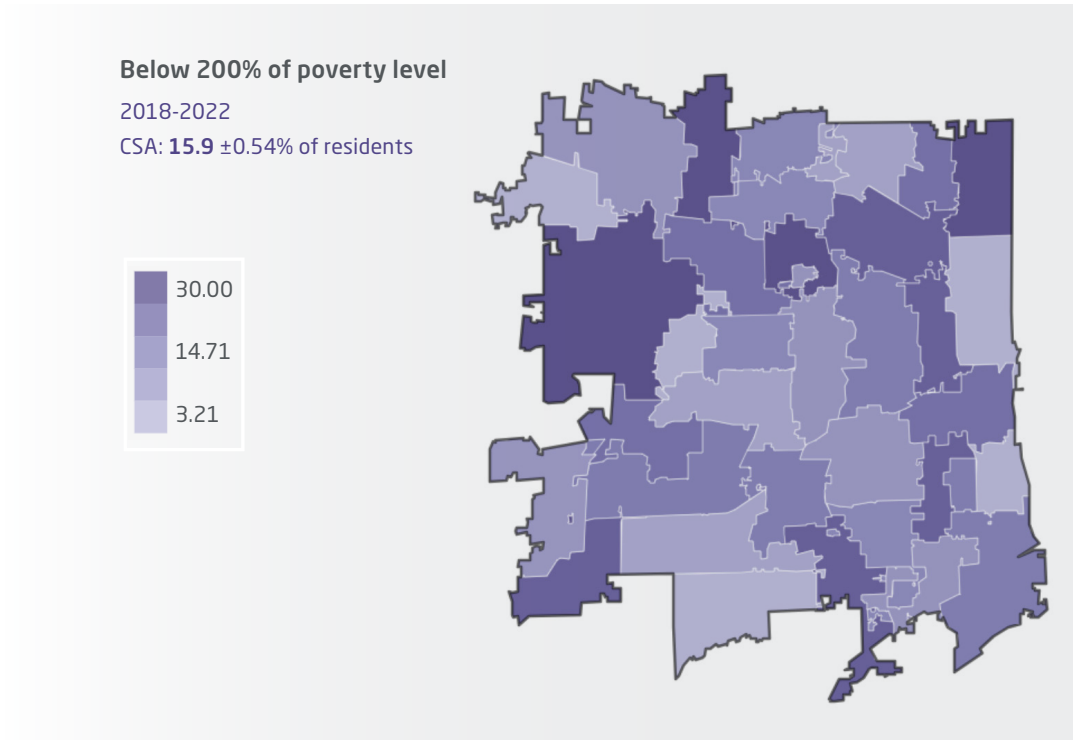 Below 200% of poverty level
2018-2022
CSA: 15.9 ±0.54% of residents
30.00
14.71
3.21